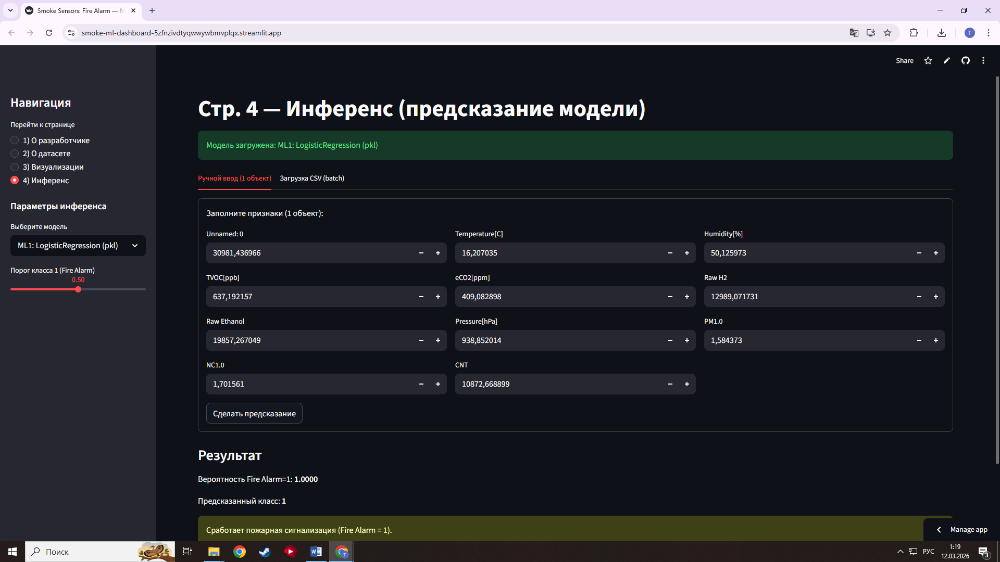 Smoke Sensors: Fire Alarm — M
smoke-ml-dashboard-5zfnzivdtyqwwywbmvplqx.streamlit.app
T
Share
Навигация
Перейти к странице
1) О разработчике
2) О датасете
3) Визуализации
4) Инференс
Параметры инференса
Выберите модель
ML1: LogisticRegression (pkl)
Порог класса 1 (Fire Alarm)
0.50
Стр. 4 — Инференс (предсказание модели)
Модель загружена: ML1: LogisticRegression (pkl)
Ручной ввод (1 объект) Загрузка CSV (batch)
Заполните признаки (1 объект):
Unnamed: 0 Temperature[C] Humidity[%]
30981,436966 16,207035 50,125973
TVOC[ppb] eCO2[ppm] Raw H2
637,192157 409,082898 12989,071731
Raw Ethanol Pressure[hPa] PM1.0
19857,267049 938,852014 1,584373
NC1.0 CNT
1,701561 10872,668899
Сделать предсказание
Результат
Вероятность Fire Alarm=1: 1.0000
Предсказанный класс: 1
Сработает пожарная сигнализация (Fire Alarm = 1).
Manage app
Поиск
РУС
1:19
12.03.2026
3